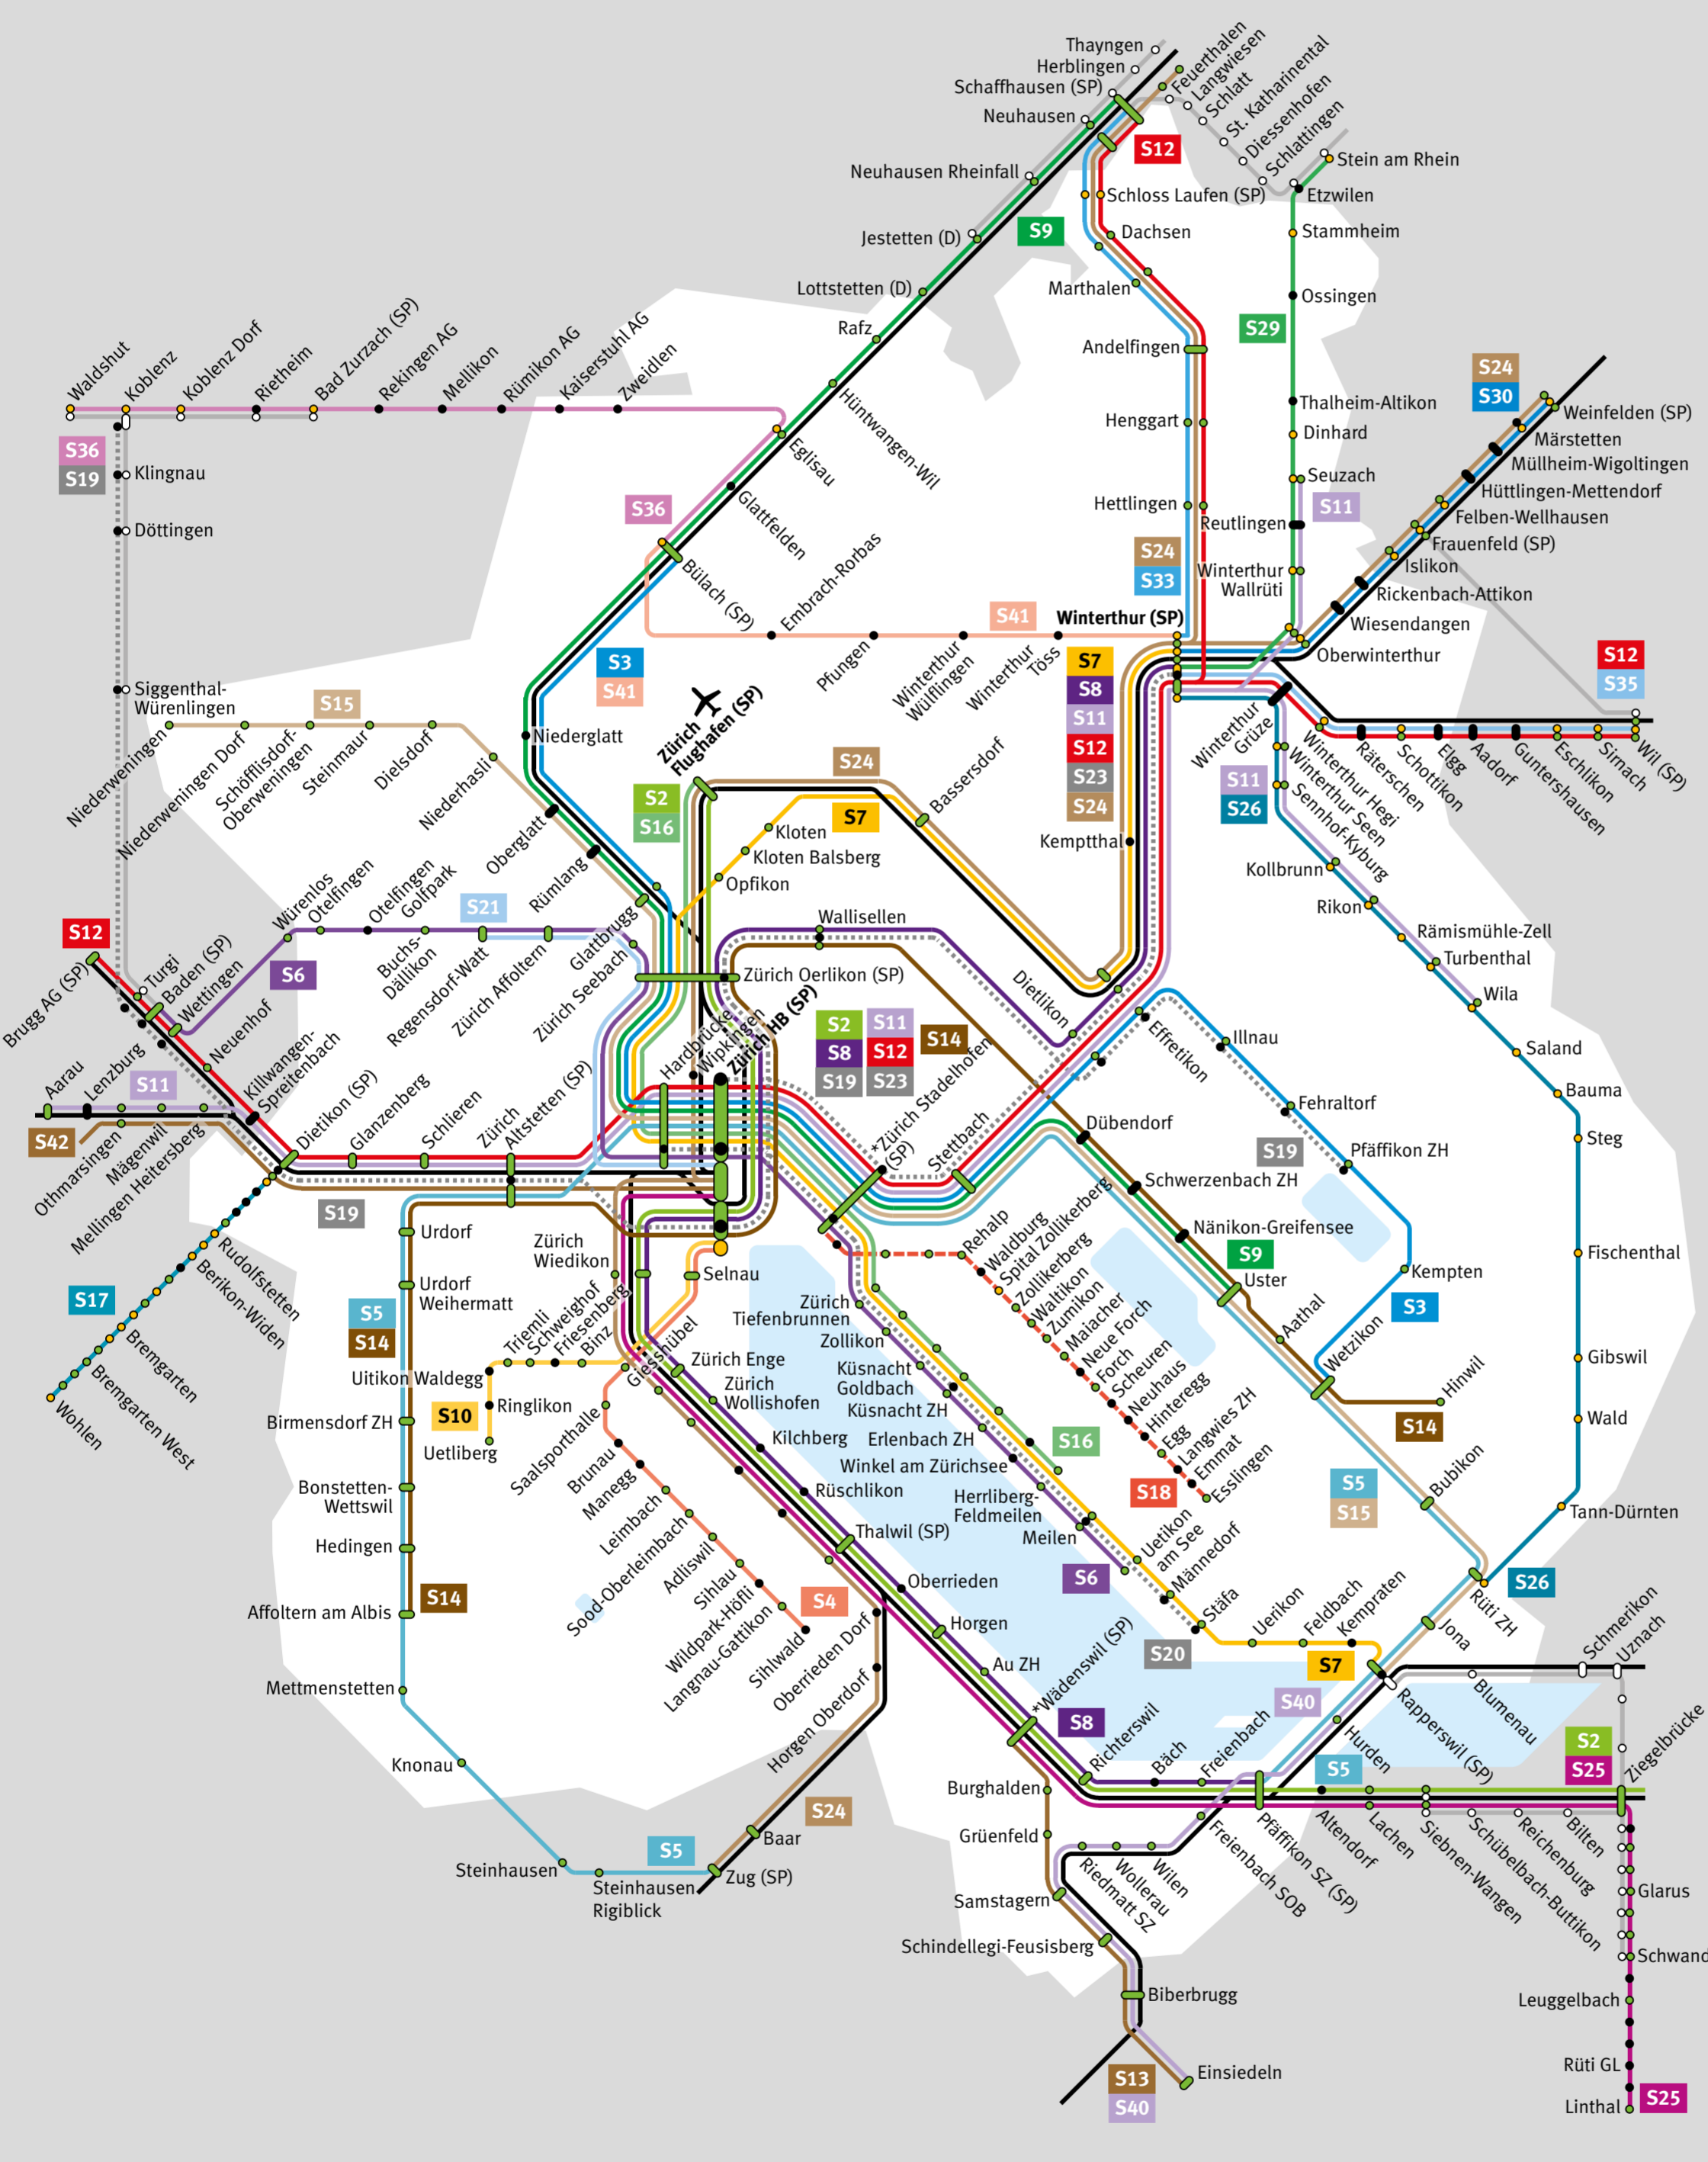 Thayngen
Herblingen
Schaffhausen (SP)
Neuhausen
Feuerthalen
Langwiesen
Schlatt
St. Katharinental
Diessenhofen
Schlattingen
S12
Stein am Rhein
Neuhausen Rheinfall
Schloss Laufen (SP)
Etzwilen
S9
Dachsen
Stammheim
Jestetten (D)
Lottstetten (D)
Marthalen
Ossingen
Rafz
S29
Andelfingen
Waldshut
Koblenz
Koblenz Dorf
Rietheim
Bad Zurzach (SP)
Rekingen AG
Mellikon
Rümikon AG
Kaiserstuhl AG
Zweidlen
S24
S30
Hüntwangen-Wil
Thalheim-Altikon
Henggart
Dinhard
Weinfelden (SP)
Märstetten
Müllheim-Wigoltingen
Hüttlingen-Mettendorf
Felben-Wellhausen
Frauenfeld (SP)
Islikon
Rickenbach-Attikon
Wiesendangen
Oberwinterthur
S36
S19
Klingnau
Döttingen
Eglisau
Glattfelden
S36
Seuzach
S11
Hettlingen
Reutlingen
S24
S33
Winterthur
Wallrüti
Bülach (SP)
Embrach-Rorbas
Pfungen
Winterthur
Wülflingen
Winterthur
Töss
S41
Winterthur (SP)
S3
S41
S7
S8
S11
S12
S23
S24
S12
S35
Siggenthal-
Würenlingen
S15
Niederweningen
Niederweningen Dorf
Schöfflisdorf-
Oberweningen
Steinmaur
Dielsdorf
Niederhasli
Niederglatt
Zürich
Flughafen (SP)
S24
Bassersdorf
S2
S16
S7
Kloten
Kloten Balsberg
Opfikon
Kemptthal
Winterthur
Grüze
Winterthur Hegi
Winterthur Seen
Sennhof-Kyburg
Räterschen
Schottikon
Elgg
Aadorf
Guntershausen
Eschlikon
Sirnach
Wil (SP)
S11
S26
Kollbrunn
Rikon
Rämismühle-Zell
Turbenthal
Wila
Saland
Bauma
Steg
Fischenthal
Gibswil
Wald
Tann-Dürnten
Oberglatt
Rümlang
Glattbrugg
Würenlos
Otelfingen
Otelfingen
Golfpark
S21
Buchs-
Dällikon
Regensdorf-Watt
Zürich Affoltern
Zürich Seebach
S12
Brugg AG (SP)
Turgi
Baden (SP)
Wettingen
Neuenhof
Killwangen-
Spreitenbach
S6
Wallisellen
Zürich Oerlikon (SP)
Dietlikon
Hardbrücke
Wipkingen
Zürich HB (SP)
S2
S8
S19
S11
S12
S23
S14
*Zürich Stadelhofen
(SP)
Stettbach
Effretikon
Illnau
Fehraltorf
S19
Pfäffikon ZH
Kempten
S3
Wetzikon
Aarau
Lenzburg
S11
S42
Othmarsingen
Mägenwil
Mellingen Heitersberg
Dietikon (SP)
Glanzenberg
Schlieren
Zürich
Altstetten (SP)
S19
Dübendorf
Schwerzenbach ZH
Nänikon-Greifensee
S9
Uster
Aathal
Hinwil
S14
Rudolfstetten
Berikon-Widen
S17
Bremgarten
Bremgarten West
Wohlen
Urdorf
Urdorf
Weihermatt
S5
S14
Birmensdorf ZH
Bonstetten-
Wettswil
Hedingen
Affoltern am Albis
S14
Mettmenstetten
Knonau
Steinhausen
Steinhausen
Rigiblick
S5
Zug (SP)
Baar
S24
Zürich
Wiedikon
Selnau
Triemli
Schweighof
Friesenberg
Binz
Giesshübel
Uitikon Waldegg
Ringlikon
S10
Uetliberg
Saalsporthalle
Brunau
Manegg
Leimbach
Sood-Oberleimbach
Adliswil
Sihlau
Wildpark-Höfli
Langnau-Gattikon
Sihlwald
S4
Oberrieden Dorf
Horgen Oberdorf
Zürich Enge
Zürich
Wollishofen
Kilchberg
Rüschlikon
Thalwil (SP)
Oberrieden
Horgen
Au ZH
*Wädenswil (SP)
S8
Richterswil
Bäch
Freienbach
Rehalp
Waldburg
Spital Zollikerberg
Zollikerberg
Waltikon
Zumikon
Maiacher
Neue Forch
Forch
Scheuren
Neuhaus
Hinteregg
Egg
Langwies ZH
Emmat
Esslingen
S18
Zürich
Tiefenbrunnen
Zollikon
Küsnacht
Goldbach
Küsnacht ZH
Erlenbach ZH
Winkel am Zürichsee
Herrliberg-
Feldmeilen
Meilen
S16
S6
Uetikon
am See
Männedorf
Stäfa
S20
Uerikon
Feldbach
Kempraten
S7
S5
S15
Bubikon
S26
Rüti ZH
Jona
Rapperswil (SP)
Schmerikon
Uznach
Blumenau
S40
Hurden
S5
S2
S25
Ziegelbrücke
Burghalden
Grüenfeld
Samstagern
Schindellegi-Feusisberg
Biberbrugg
Riedmatt SZ
Wollerau
Wilen
Freienbach SOB
Pfäffikon SZ (SP)
Altendorf
Lachen
Siebnen-Wangen
Schübelbach-Buttikon
Reichenburg
Bilten
Glarus
Schwand
Leuggelbach
Rüti GL
Linthal
S25
Einsiedeln
S13
S40